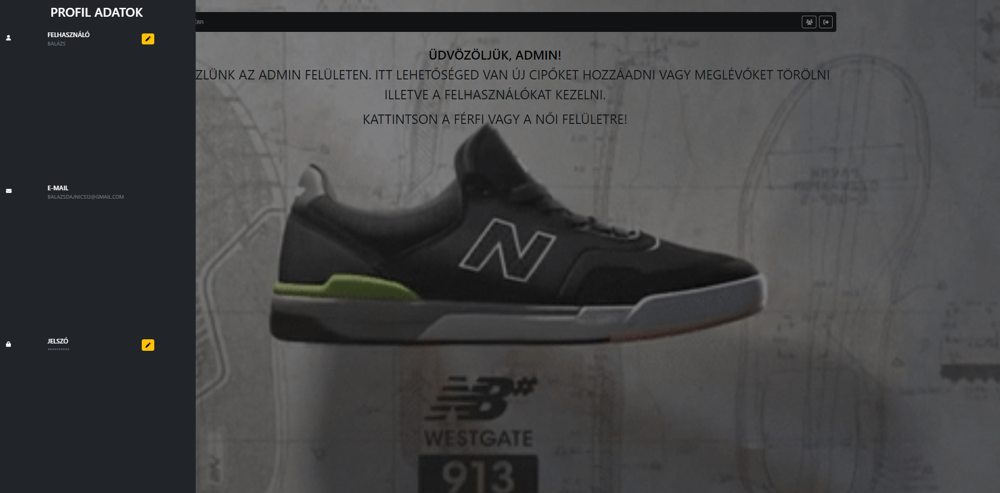 PROFIL ADATOK
FELHASZNÁLÓ
BALÁZS
E-MAIL
BALAZSDAJNICS12@GMAIL.COM
JELSZÓ
**********
ÉRFI
ÜDVÖZÖLJÜK, ADMIN!
ZLÜNK AZ ADMIN FELÜLETEN. ITT LEHETŐSÉGED VAN ÚJ CIPŐKET HOZZÁADNI VAGY MEGLÉVŐKET TÖRÖLNI
ILLETVE A FELHASZNÁLÓKAT KEZELNI.
KATTINTSON A FÉRFI VAGY A NŐI FELÜLETRE!
N
NB#
WESTGATE
913